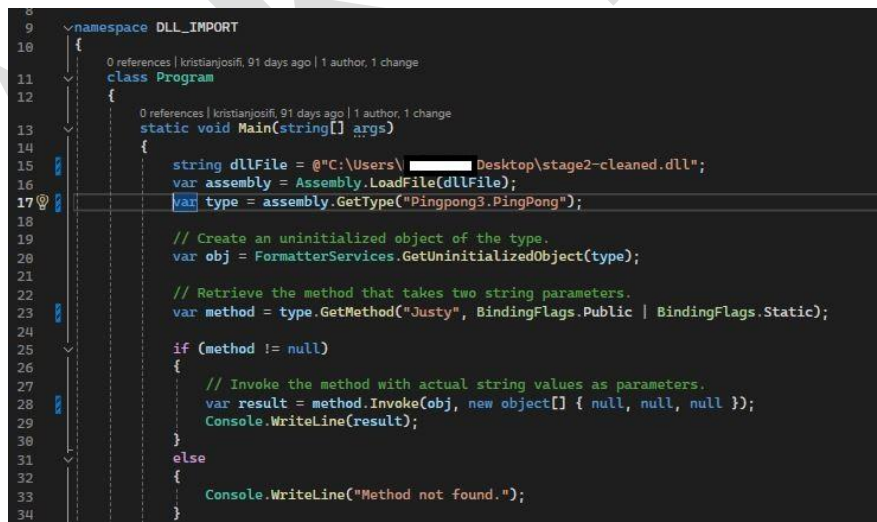 8
9 namespace DLL_IMPORT
10 {
0 references | kristianjosifi, 91 days ago | 1 author, 1 change
11 class Program
12 {
0 references | kristianjosifi, 91 days ago | 1 author, 1 change
13 static void Main(string[] args)
14 {
15 string dllFile = @"C:\Users\ Desktop\stage2-cleaned.dll";
16 var assembly = Assembly.LoadFile(dllFile);
17 var type = assembly.GetType("Pingpong3.PingPong");
18
19 // Create an uninitialized object of the type.
20 var obj = FormatterServices.GetUninitializedObject(type);
21
22 // Retrieve the method that takes two string parameters.
23 var method = type.GetMethod("Justy", BindingFlags.Public | BindingFlags.Static);
24
25 if (method != null)
26 {
27 // Invoke the method with actual string values as parameters.
28 var result = method.Invoke(obj, new object[] { null, null, null });
29 Console.WriteLine(result);
30 }
31 else
32 {
33 Console.WriteLine("Method not found.");
34 }